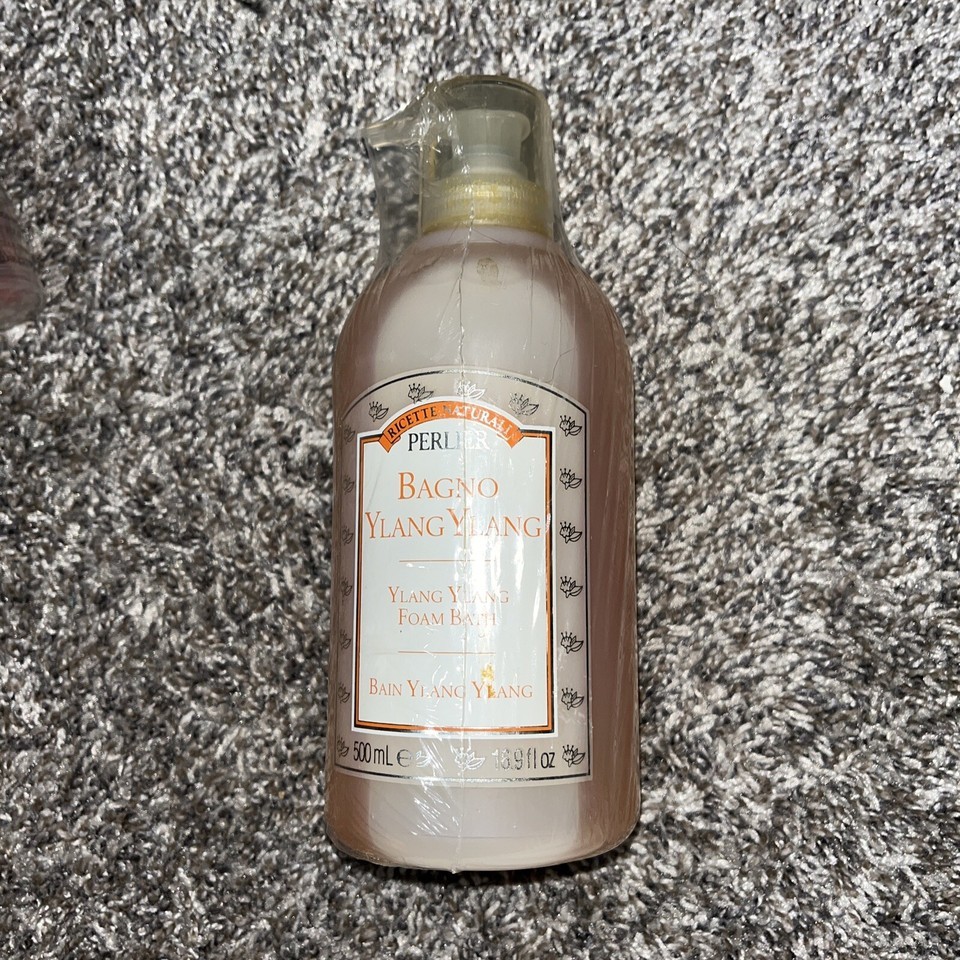 RICETTE NATURALI
PERLIER
BAGNO
YLANG YLANG
YLANG YLANG
FOAM BATH
BAIN YLANG YLANG
500 mL ℮ 16.9 fl oz